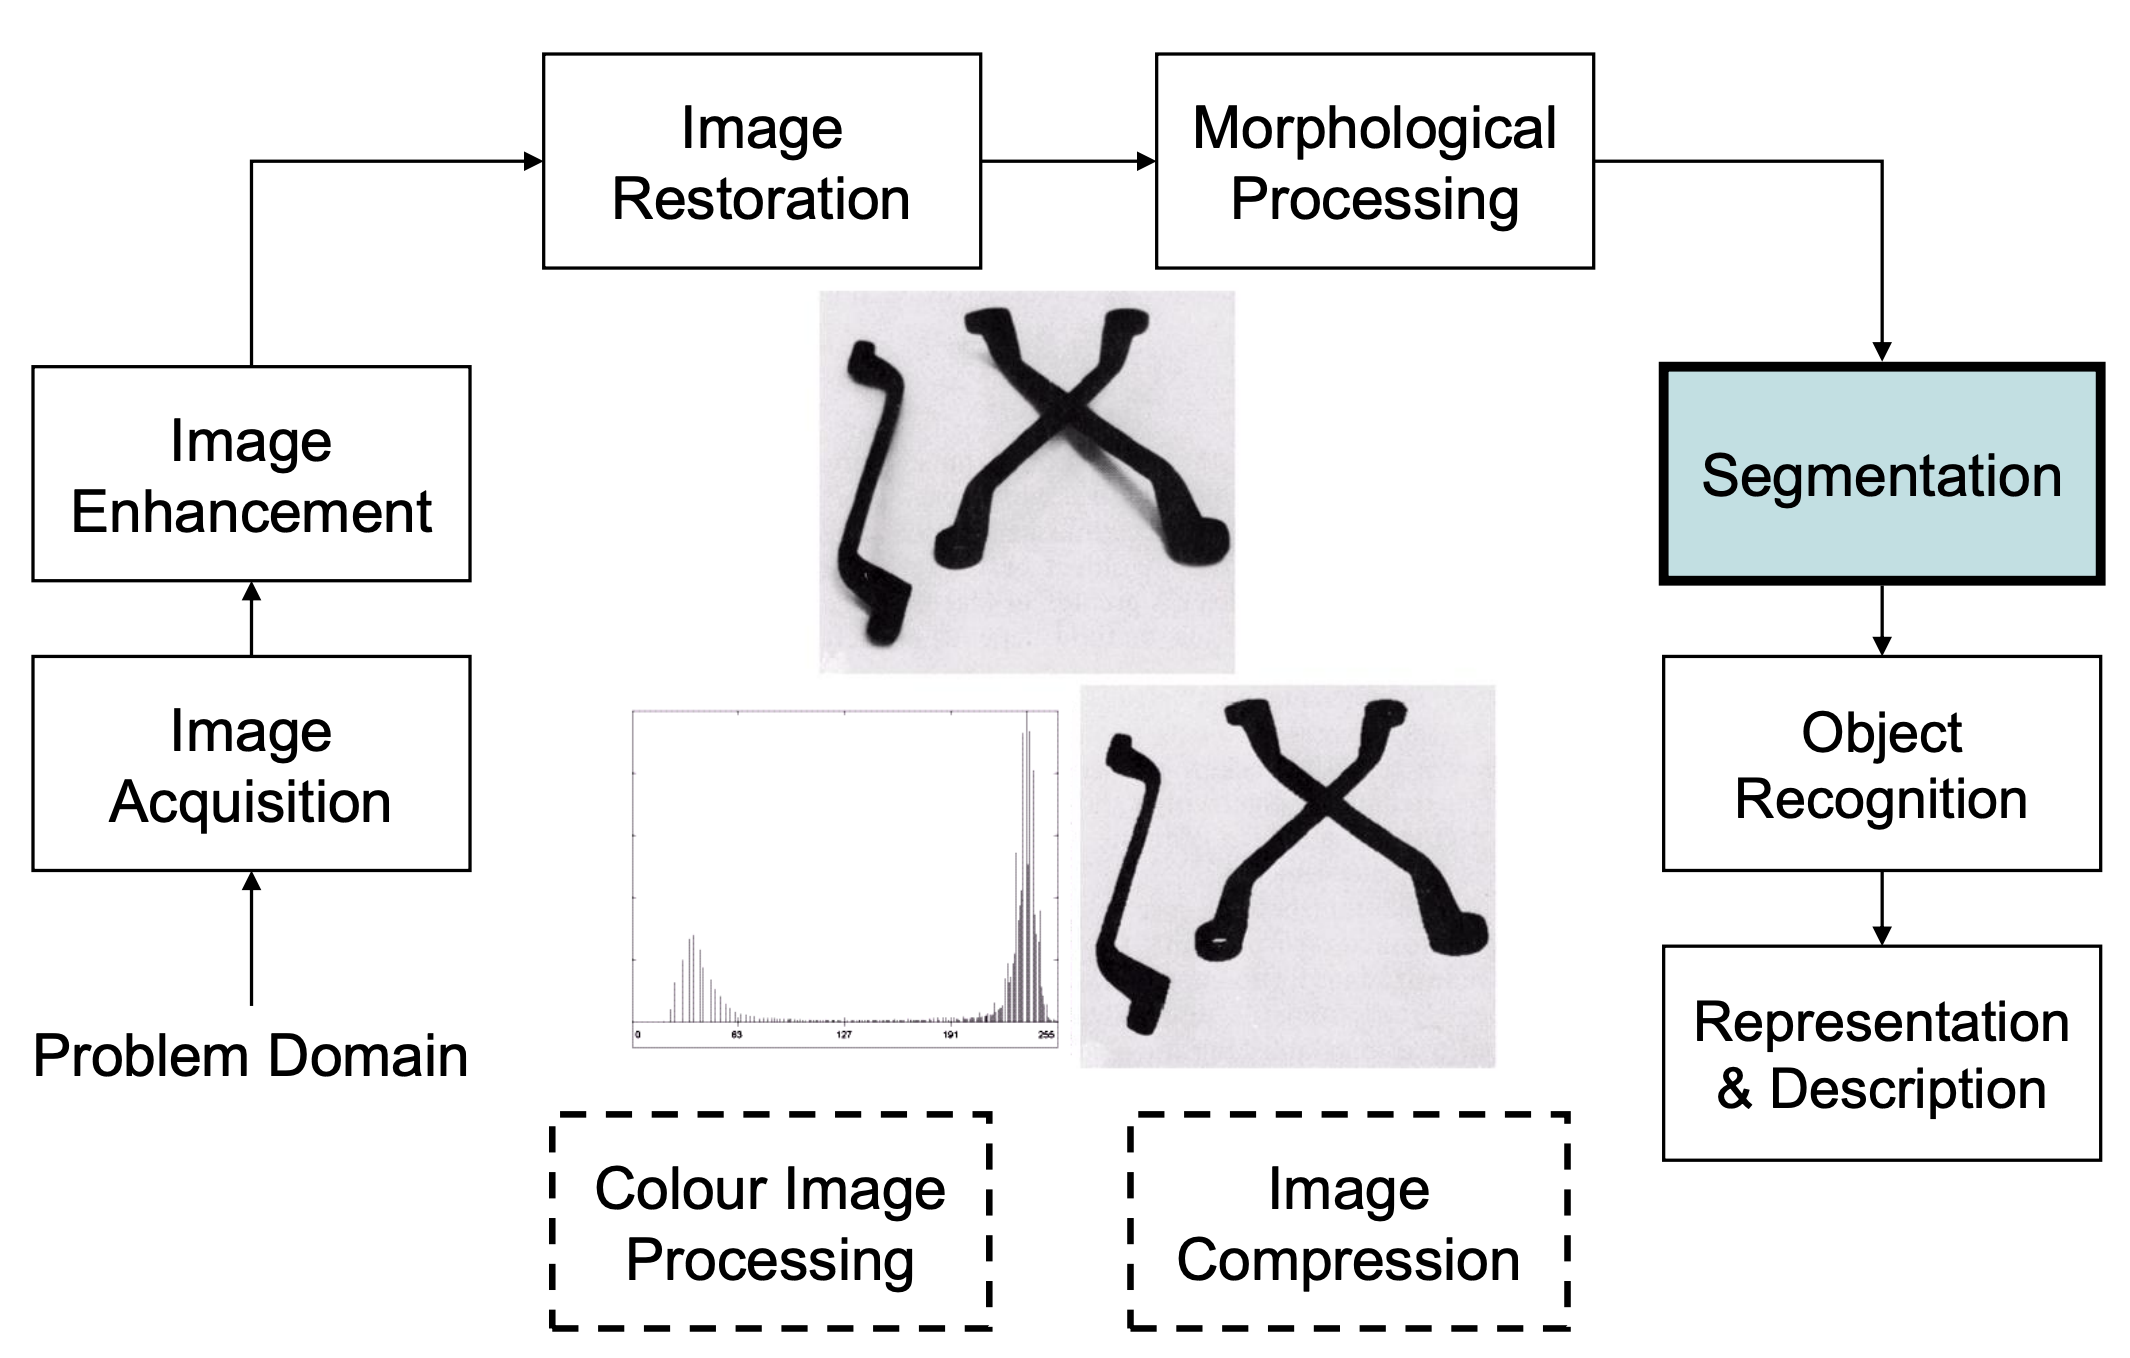 Image
Restoration
Morphological
Processing
Image
Enhancement
Segmentation
Image
Acquisition
Object
Recognition
0
63
127
191
255
Problem Domain
Representation
& Description
Colour Image
Processing
Image
Compression